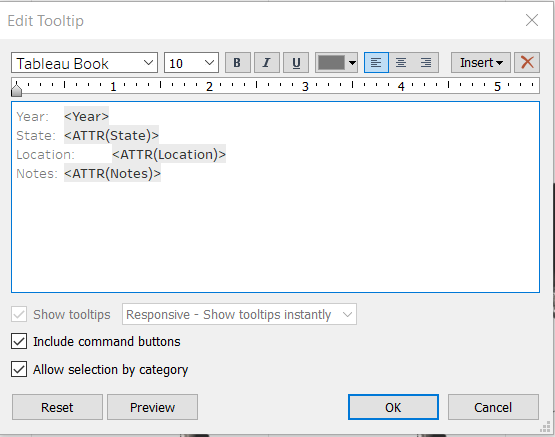 Edit Tooltip
Tableau Book 10 B I U Insert
1 2 3 4 5
Year: <Year>
State: <ATTR(State)>
Location: <ATTR(Location)>
Notes: <ATTR(Notes)>
Show tooltips Responsive - Show tooltips instantly
Include command buttons
Allow selection by category
Reset Preview OK Cancel